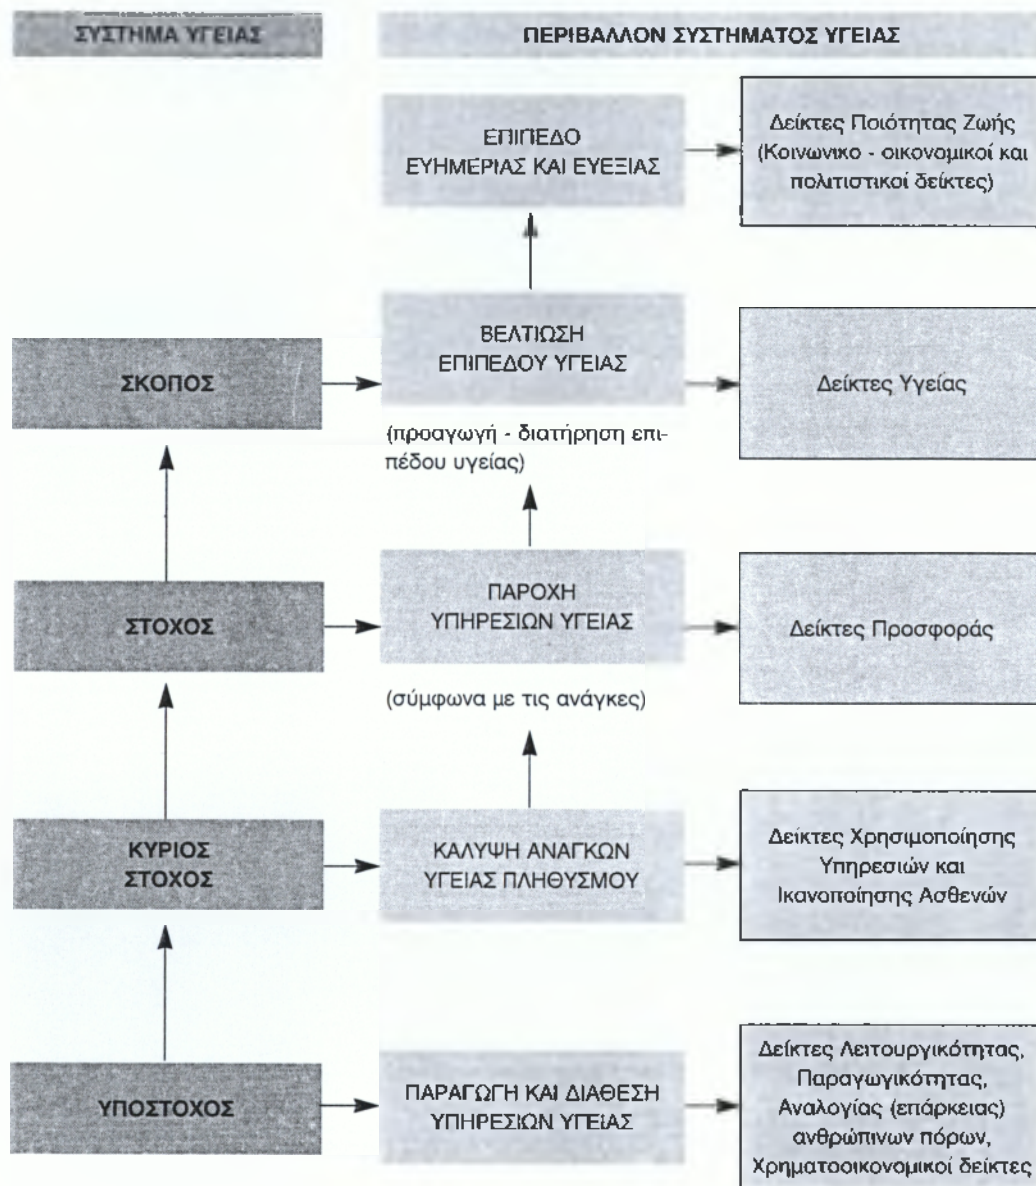 ΣΥΣΤΗΜΑ ΥΓΕΙΑΣ
ΠΕΡΙΒΑΛΛΟΝ ΣΥΣΤΗΜΑΤΟΣ ΥΓΕΙΑΣ
ΕΠΙΠΕΔΟ
ΕΥΗΜΕΡΙΑΣ ΚΑΙ ΕΥΕΞΙΑΣ
Δείκτες Ποιότητας Ζωής
(Κοινωνικο - οικονομικοί και
πολιτιστικοί δείκτες)
ΣΚΟΠΟΣ
ΒΕΛΤΙΩΣΗ
ΕΠΙΠΕΔΟΥ ΥΓΕΙΑΣ
(προαγωγή - διατήρηση επι-
πέδου υγείας)
Δείκτες Υγείας
ΣΤΟΧΟΣ
ΠΑΡΟΧΗ
ΥΠΗΡΕΣΙΩΝ ΥΓΕΙΑΣ
(σύμφωνα με τις ανάγκες)
Δείκτες Προσφοράς
ΚΥΡΙΟΣ
ΣΤΟΧΟΣ
ΚΑΛΥΨΗ ΑΝΑΓΚΩΝ
ΥΓΕΙΑΣ ΠΛΗΘΥΣΜΟΥ
Δείκτες Χρησιμοποίησης
Υπηρεσιών και
Ικανοποίησης Ασθενών
ΥΠΟΣΤΟΧΟΣ
ΠΑΡΑΓΩΓΗ ΚΑΙ ΔΙΑΘΕΣΗ
ΥΠΗΡΕΣΙΩΝ ΥΓΕΙΑΣ
Δείκτες Λειτουργικότητας,
Παραγωγικότητας,
Αναλογίας (επάρκειας)
ανθρώπινων πόρων,
Χρηματοοικονομικοί δείκτες